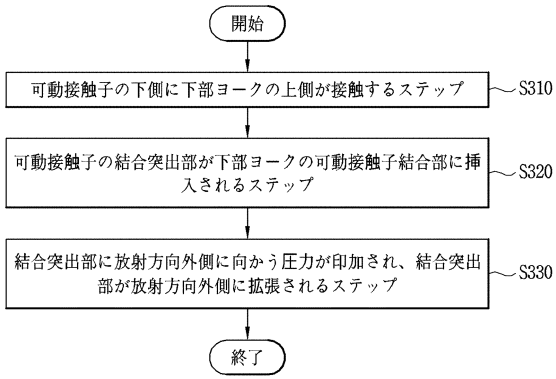 開始
可動接触子の下側に下部ヨークの上側が接触するステップ
S310
可動接触子の結合突出部が下部ヨークの可動接触子結合部に挿
入されるステップ
S320
結合突出部に放射方向外側に向かう圧力が印加され、結合突出
部が放射方向外側に拡張されるステップ
S330
終了